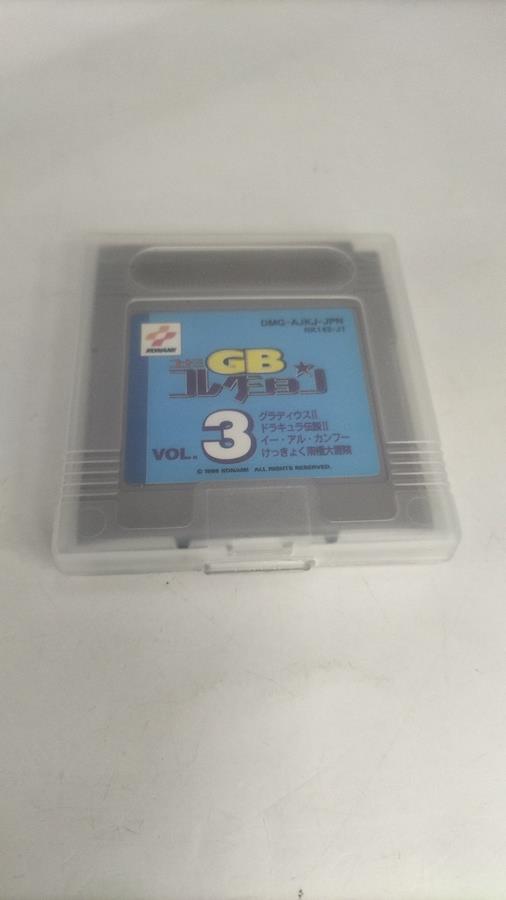 DMG-AJKJ-JPN
RK145-J1
KONAMI
コナミ GB
コレクション
VOL. 3
グラディウスII
ドラキュラ伝説II
イー・アル・カンフー
けっきょく南極大冒険
© 1998 KONAMI ALL RIGHTS RESERVED.